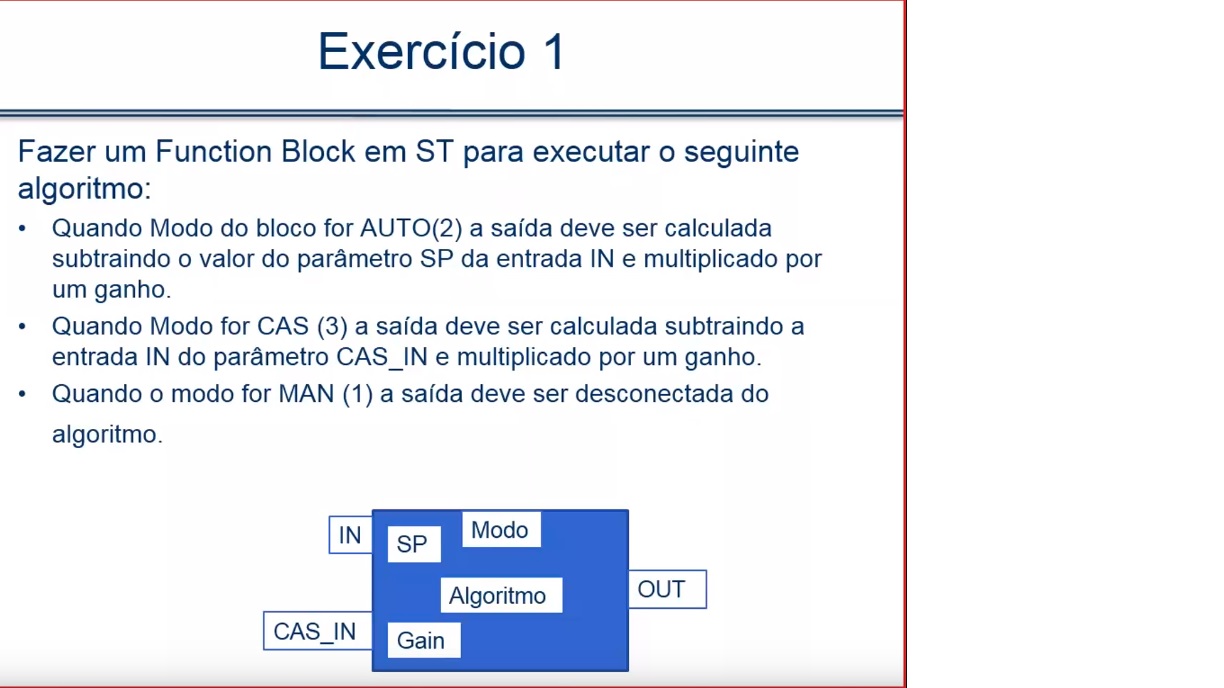 Exercício 1
Fazer um Function Block em ST para executar o seguinte
algoritmo:
• Quando Modo do bloco for AUTO(2) a saída deve ser calculada
subtraindo o valor do parâmetro SP da entrada IN e multiplicado por
um ganho.
• Quando Modo for CAS (3) a saída deve ser calculada subtraindo a
entrada IN do parâmetro CAS_IN e multiplicado por um ganho.
• Quando o modo for MAN (1) a saída deve ser desconectada do
algoritmo.
IN
SP
Modo
Algoritmo
OUT
CAS_IN
Gain